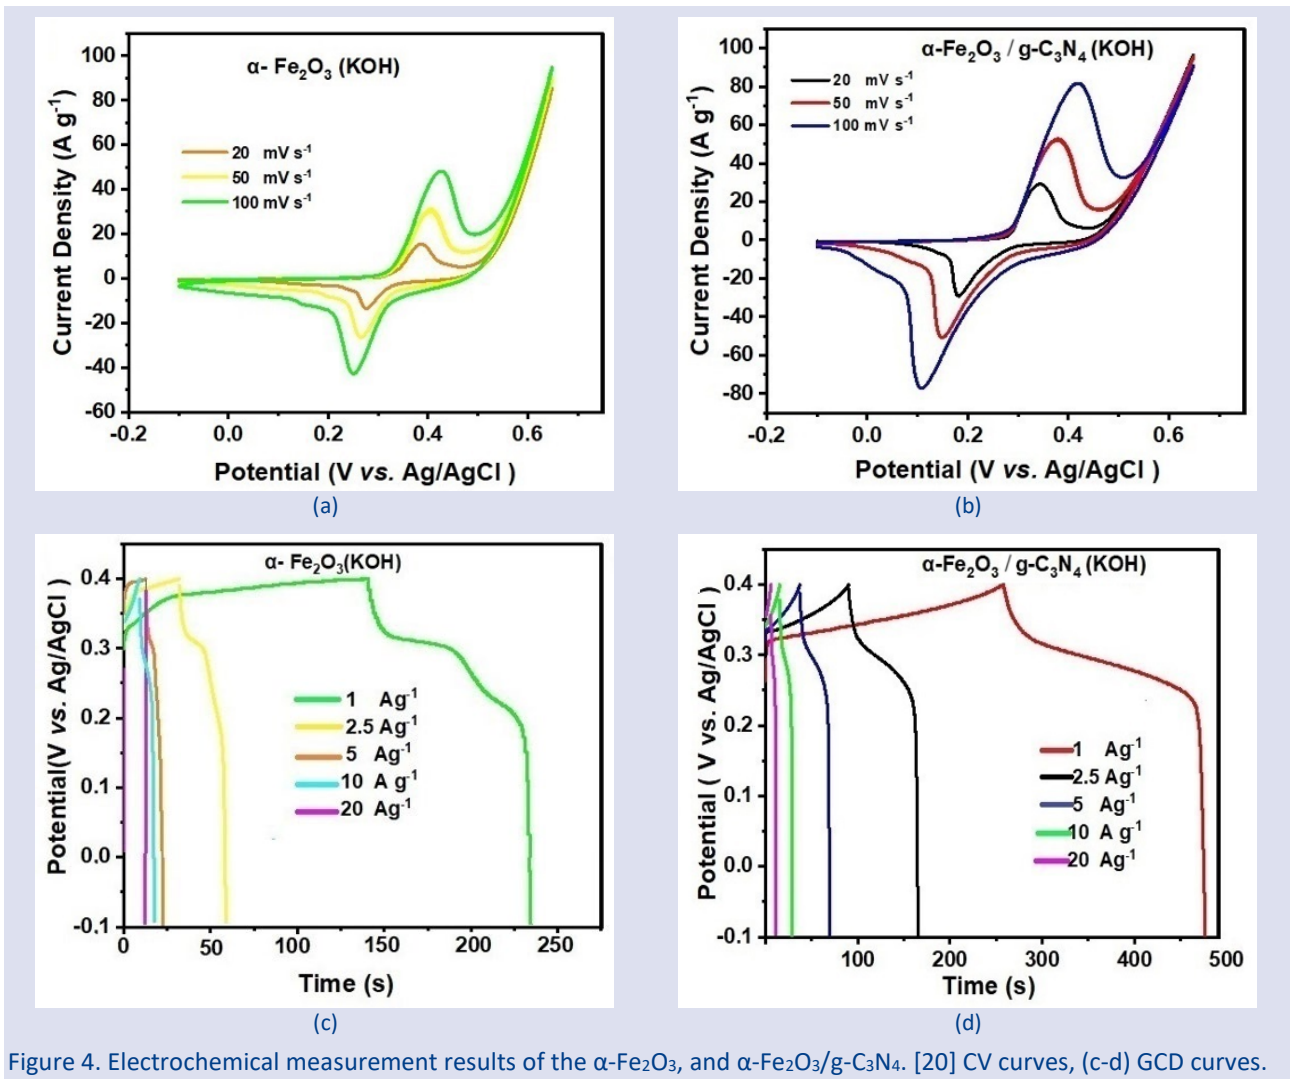 α- Fe₂O₃ (KOH)
20 mV s⁻¹
50 mV s⁻¹
100 mV s⁻¹
Current Density (A g⁻¹)
100
80
60
40
20
0
-20
-40
-60
-0.2 0.0 0.2 0.4 0.6
Potential (V vs. Ag/AgCl )
(a)
α-Fe₂O₃ / g-C₃N₄ (KOH)
20 mV s⁻¹
50 mV s⁻¹
100 mV s⁻¹
Current Density (A g⁻¹)
100
80
60
40
20
0
-20
-40
-60
-80
-0,2 0.0 0.2 0.4 0.6
Potential (V vs. Ag/AgCl )
(b)
α- Fe₂O₃(KOH)
1 Ag⁻¹
2.5 Ag⁻¹
5 Ag⁻¹
10 A g⁻¹
20 Ag⁻¹
Potential(V vs. Ag/AgCl)
0.4
0.3
0.2
0.1
0.0
-0.1
0 50 100 150 200 250
Time (s)
(c)
α-Fe₂O₃ / g-C₃N₄ (KOH)
1 Ag⁻¹
2.5 Ag⁻¹
5 Ag⁻¹
10 A g⁻¹
20 Ag⁻¹
Potential ( V vs. Ag/AgCl )
0.4
0.3
0.2
0.1
0.0
-0.1
100 200 300 400 500
Time (s)
(d)
Figure 4. Electrochemical measurement results of the α-Fe₂O₃, and α-Fe₂O₃/g-C₃N₄. [20] CV curves, (c-d) GCD curves.